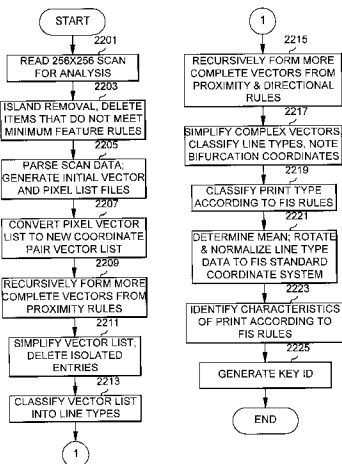 START
2201
READ 256X256 SCAN
FOR ANALYSIS
2203
ISLAND REMOVAL, DELETE
ITEMS THAT DO NOT MEET
MINIMUM FEATURE RULES
2205
PARSE SCAN DATA;
GENERATE INITIAL VECTOR
AND PIXEL LIST FILES
2207
CONVERT PIXEL VECTOR
LIST TO NEW COORDINATE
PAIR VECTOR LIST
2209
RECURSIVELY FORM MORE
COMPLETE VECTORS FROM
PROXIMITY RULES
2211
SIMPLIFY VECTOR LIST;
DELETE ISOLATED
ENTRIES
2213
CLASSIFY VECTOR LIST
INTO LINE TYPES
1
1
2215
RECURSIVELY FORM MORE
COMPLETE VECTORS FROM
PROXIMITY & DIRECTIONAL
RULES
2217
SIMPLIFY COMPLEX VECTORS,
CLASSIFY LINE TYPES, NOTE
BIFURCATION COORDINATES
2219
CLASSIFY PRINT TYPE
ACCORDING TO FIS RULES
2221
DETERMINE MEAN; ROTATE
& NORMALIZE LINE TYPE
DATA TO FIS STANDARD
COORDINATE SYSTEM
2223
IDENTIFY CHARACTERISTICS
OF PRINT ACCORDING TO
FIS RULES
2225
GENERATE KEY ID
END